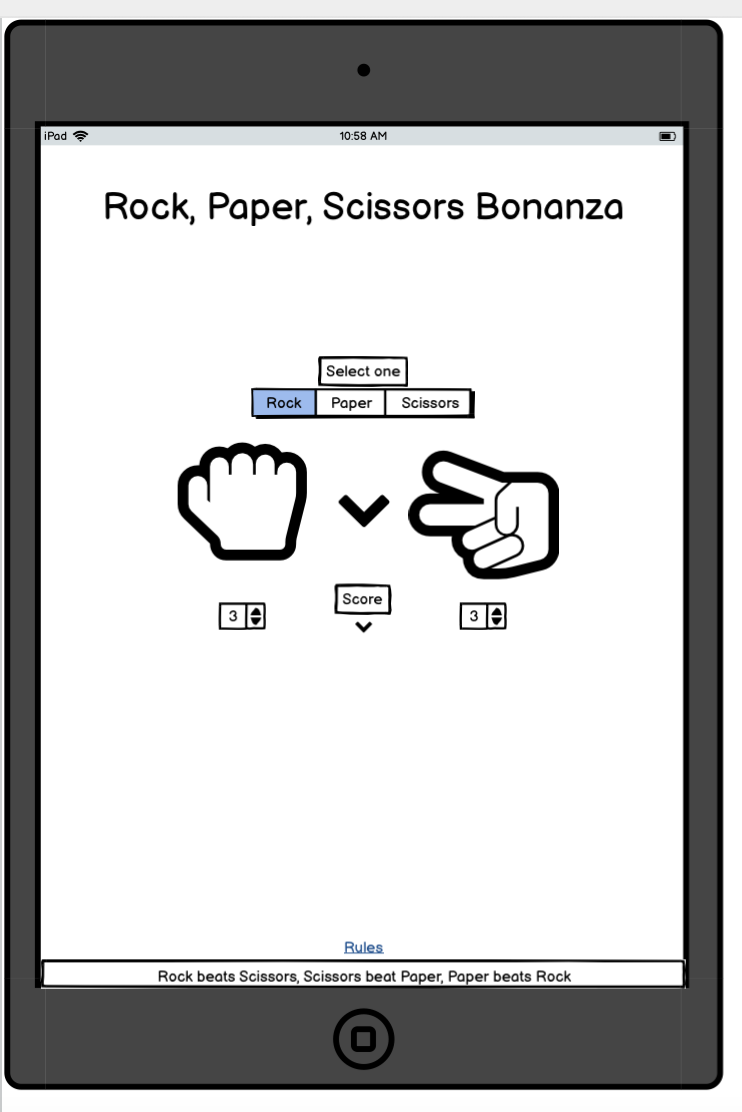 iPad 10:58 AM
Rock, Paper, Scissors Bonanza
Select one
Rock Paper Scissors
Score
3 3
Rules
Rock beats Scissors, Scissors beat Paper, Paper beats Rock